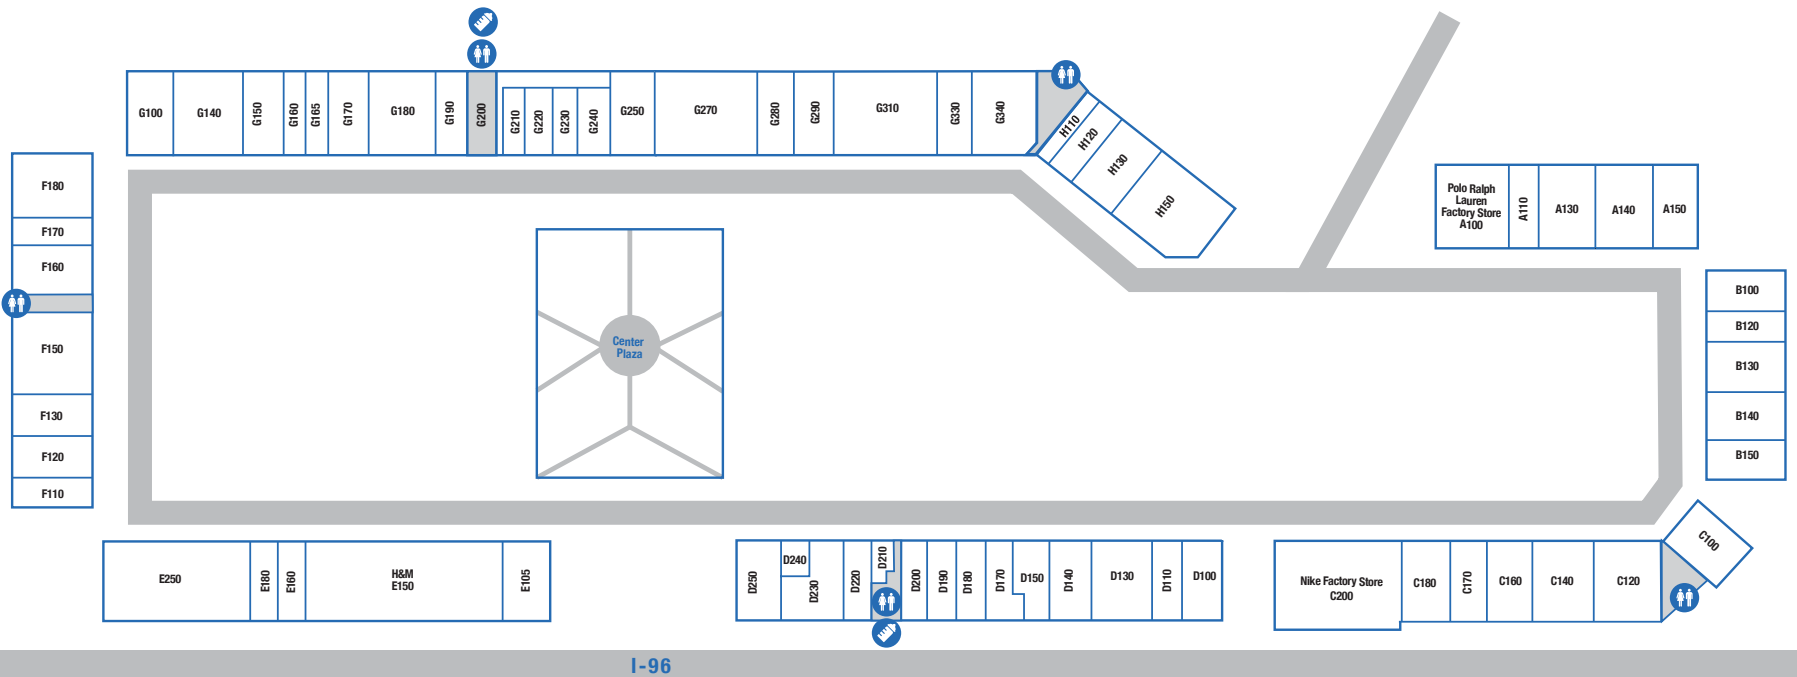 G100
G140
G150
G160
G165
G170
G180
G190
G200
G210
G220
G230
G240
G250
G270
G280
G290
G310
G330
G340
H110
H120
H130
H150
Polo Ralph
Lauren
Factory Store
A100
A110
A130
A140
A150
F180
F170
F160
F150
F130
F120
F110
Center
Plaza
B100
B120
B130
B140
B150
E250
E180
E160
H&M
E150
E105
D250
D240
D230
D220
D210
D200
D190
D180
D170
D150
D140
D130
D110
D100
Nike Factory Store
C200
C180
C170
C160
C140
C120
C100
I-96